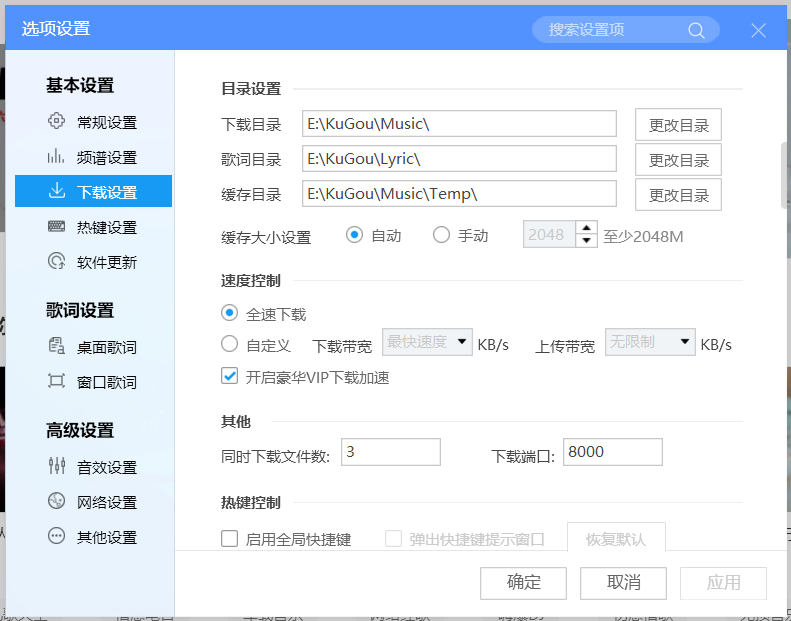 选项设置
搜索设置项
基本设置
常规设置
频谱设置
下载设置
热键设置
软件更新
歌词设置
桌面歌词
窗口歌词
高级设置
音效设置
网络设置
其他设置
目录设置
下载目录 E:\KuGou\Music\ 更改目录
歌词目录 E:\KuGou\Lyric\ 更改目录
缓存目录 E:\KuGou\Music\Temp\ 更改目录
缓存大小设置 自动 手动 2048 至少2048M
速度控制
全速下载
自定义 下载带宽 最快速度 KB/s 上传带宽 无限制 KB/s
开启豪华VIP下载加速
其他
同时下载文件数: 3 下载端口: 8000
热键控制
启用全局快捷键 弹出快捷键提示窗口 恢复默认
确定 取消 应用